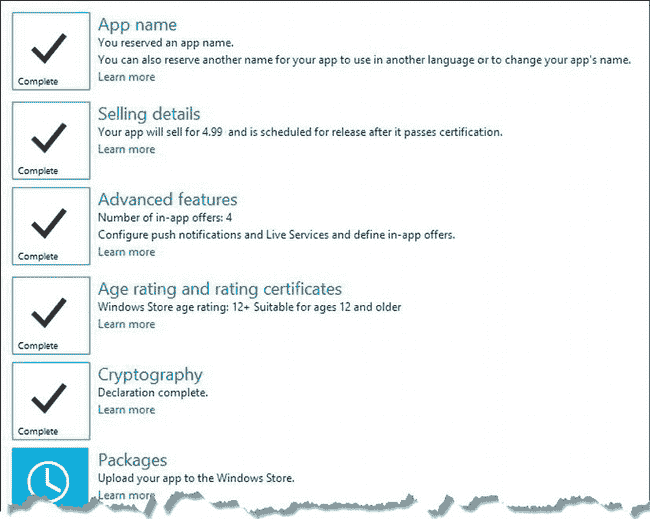 App name
You reserved an app name.
You can also reserve another name for your app to use in another language or to change your app's name.
Learn more
Complete
Selling details
Your app will sell for 4.99 and is scheduled for release after it passes certification.
Learn more
Complete
Advanced features
Number of in-app offers: 4
Configure push notifications and Live Services and define in-app offers.
Learn more
Complete
Age rating and rating certificates
Windows Store age rating: 12+ Suitable for ages 12 and older
Learn more
Complete
Cryptography
Declaration complete.
Learn more
Complete
Packages
Upload your app to the Windows Store.
Learn more